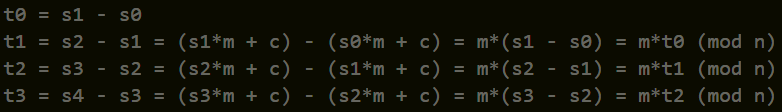 t0 = s1 - s0
t1 = s2 - s1 = (s1*m + c) - (s0*m + c) = m*(s1 - s0) = m*t0 (mod n)
t2 = s3 - s2 = (s2*m + c) - (s1*m + c) = m*(s2 - s1) = m*t1 (mod n)
t3 = s4 - s3 = (s3*m + c) - (s2*m + c) = m*(s3 - s2) = m*t2 (mod n)